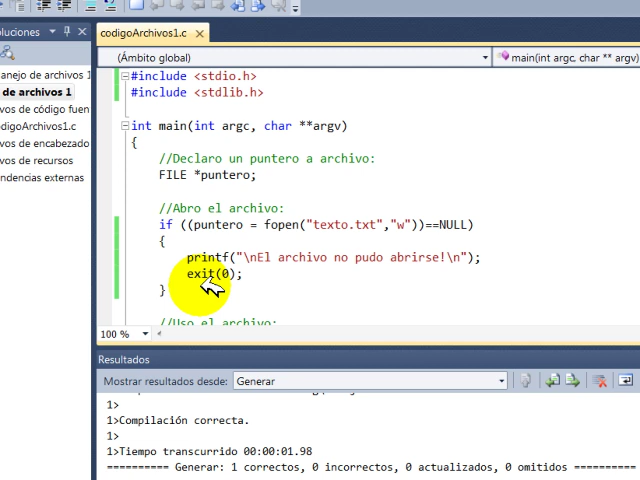 oluciones
codigoArchivos1.c
(Ámbito global)
main(int argc, char ** argv)
anejo de archivos 1
de archivos 1
vos de código fuen
digoArchivos1.c
vos de encabezado
vos de recursos
ndencias externas
#include <stdio.h>
#include <stdlib.h>
int main(int argc, char **argv)
{
//Declaro un puntero a archivo:
FILE *puntero;
//Abro el archivo:
if ((puntero = fopen("texto.txt","w"))==NULL)
{
printf("\nEl archivo no pudo abrirse!\n");
exit(0);
}
//Uso el archivo:
100 %
Resultados
Mostrar resultados desde: Generar
1>
1>Compilación correcta.
1>
1>Tiempo transcurrido 00:00:01.98
========== Generar: 1 correctos, 0 incorrectos, 0 actualizados, 0 omitidos ==========